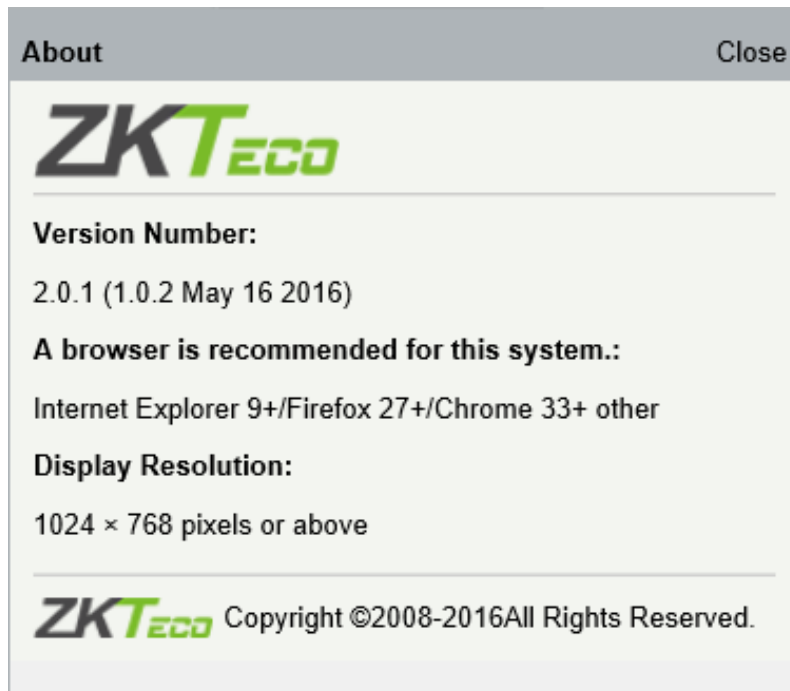 About Close
ZKTECO
Version Number:
2.0.1 (1.0.2 May 16 2016)
A browser is recommended for this system.:
Internet Explorer 9+/Firefox 27+/Chrome 33+ other
Display Resolution:
1024 × 768 pixels or above
ZKTECO Copyright ©2008-2016All Rights Reserved.